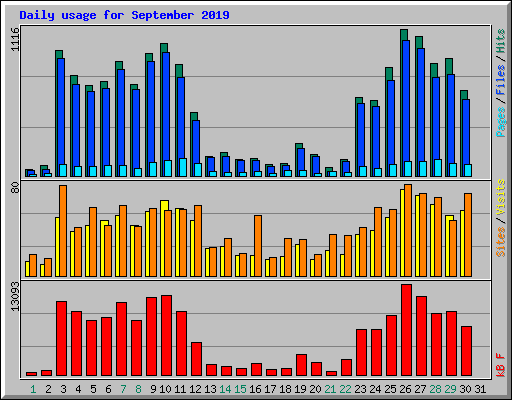 Daily usage for September 2019
1116
Pages / Files / Hits
80
Sites / Visits
13093
kB F
1 2 3 4 5 6 7 8 9 10 11 12 13 14 15 16 17 18 19 20 21 22 23 24 25 26 27 28 29 30 31